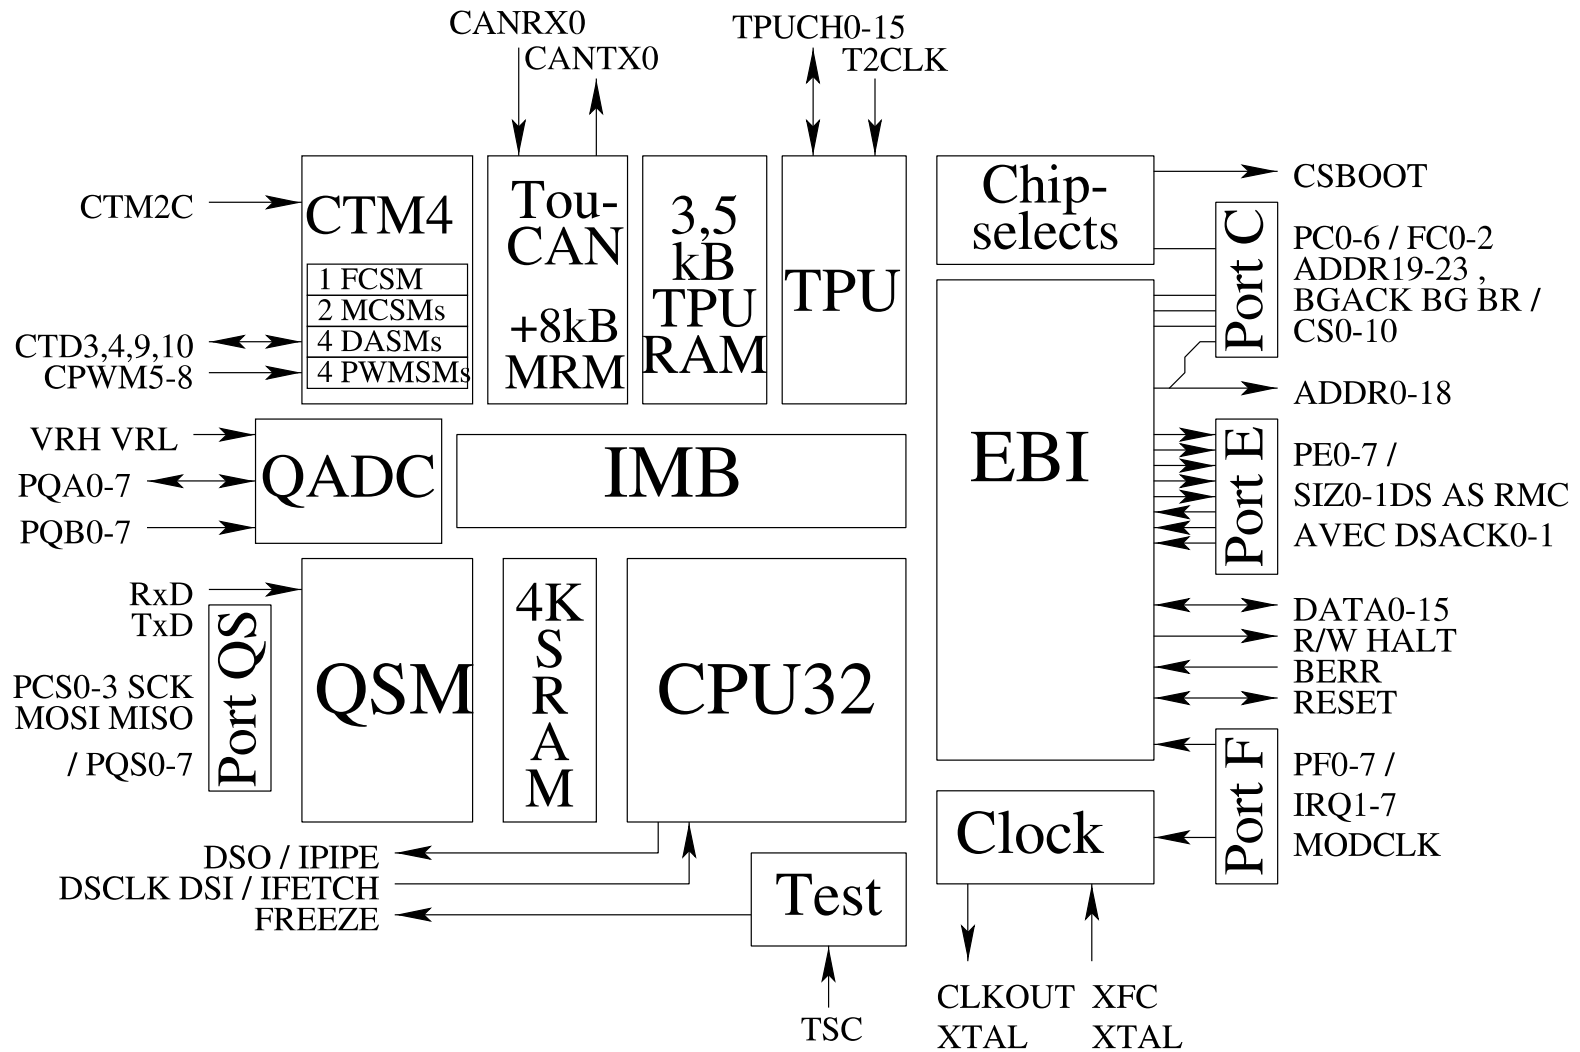 CANRX0
CANTX0
TPUCH0-15
T2CLK
CTM2C
CTM4
1 FCSM
2 MCSMs
4 DASMs
4 PWMSMs
CTD3,4,9,10
CPWM5-8
Tou-
CAN
+8kB
MRM
3,5
kB
TPU
RAM
TPU
Chip-
selects
CSBOOT
Port C
PC0-6 / FC0-2
ADDR19-23 ,
BGACK BG BR /
CS0-10
ADDR0-18
VRH VRL
PQA0-7
PQB0-7
QADC
IMB
EBI
Port E
PE0-7 /
SIZ0-1DS AS RMC
AVEC DSACK0-1
RxD
TxD
PCS0-3 SCK
MOSI MISO
/ PQS0-7
Port QS
QSM
4K
S
R
A
M
CPU32
DATA0-15
R/W HALT
BERR
RESET
Port F
PF0-7 /
IRQ1-7
MODCLK
Clock
DSO / IPIPE
DSCLK DSI / IFETCH
FREEZE
Test
TSC
CLKOUT
XTAL
XFC
XTAL